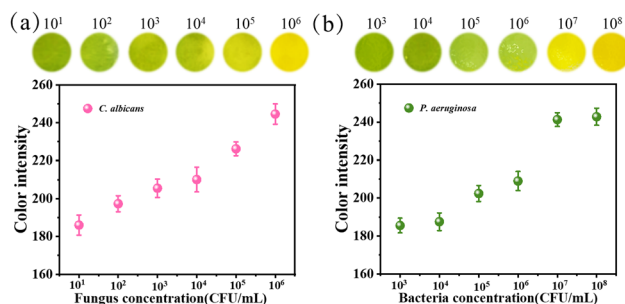 (a)
10¹ 10² 10³ 10⁴ 10⁵ 10⁶
260
240
220
200
180
160
Color intensity
C. albicans
10¹ 10² 10³ 10⁴ 10⁵ 10⁶
Fungus concentration(CFU/mL)
(b)
10³ 10⁴ 10⁵ 10⁶ 10⁷ 10⁸
260
240
220
200
180
160
Color intensity
P. aeruginosa
10³ 10⁴ 10⁵ 10⁶ 10⁷ 10⁸
Bacteria concentration(CFU/mL)